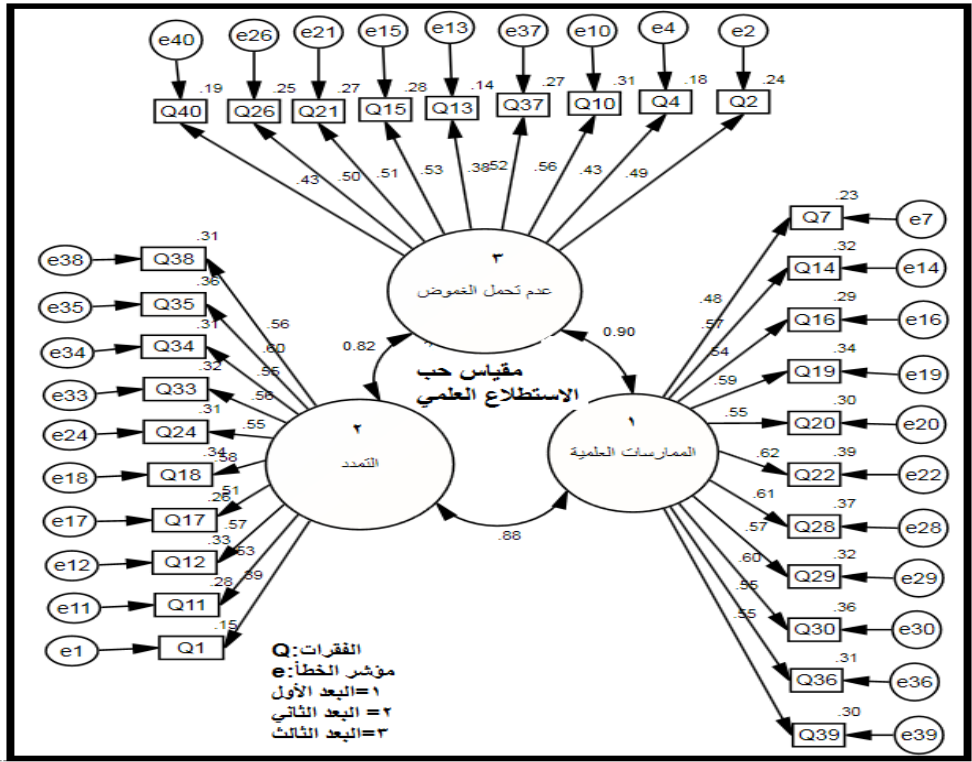 e40 e26 e21 e15 e13 e37 e10 e4 e2
.19 .25 .27 .28 .14 .27 .31 .18 .24
Q40 Q26 Q21 Q15 Q13 Q37 Q10 Q4 Q2
.43 .50 .51 .53 .38 .52 .56 .43 .49
٣
عدم تحمل الغموض
0.82
0.90
مقياس حب
الاستطلاع العلمي
.31
e38 Q38 .56
.36
e35 Q35 .60
.31
e34 Q34 .55
.32
e33 Q33 .56
.31
e24 Q24 .55
.34
e18 Q18 .58
.26
e17 Q17 .51
.33
e12 Q12 .57
.28
e11 Q11 .53
.15
e1 Q1 .39
٢
التمدد
.88
١
الممارسات العلمية
.23
.48 Q7 e7
.32
.57 Q14 e14
.29
.54 Q16 e16
.34
.59 Q19 e19
.30
.55 Q20 e20
.39
.62 Q22 e22
.37
.61 Q28 e28
.32
.57 Q29 e29
.36
.60 Q30 e30
.31
.55 Q36 e36
.30
.55 Q39 e39
Q:الفقرات
e:مؤشر الخطأ
١=البعد الأول
٢= البعد الثاني
٣=البعد الثالث